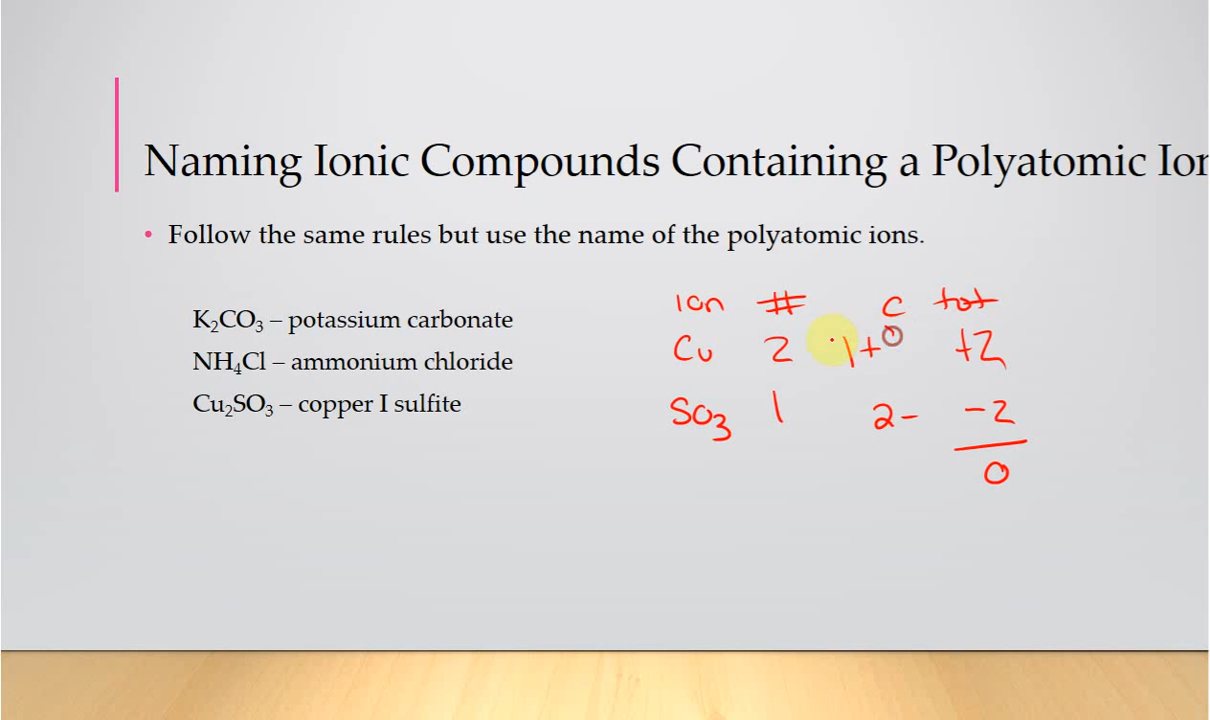 Naming Ionic Compounds Containing a Polyatomic Ion
• Follow the same rules but use the name of the polyatomic ions.
K₂CO₃ – potassium carbonate
NH₄Cl – ammonium chloride
Cu₂SO₃ – copper I sulfite
Ion # C tot
Cu 2 1+ +2
SO₃ 1 2- -2
0